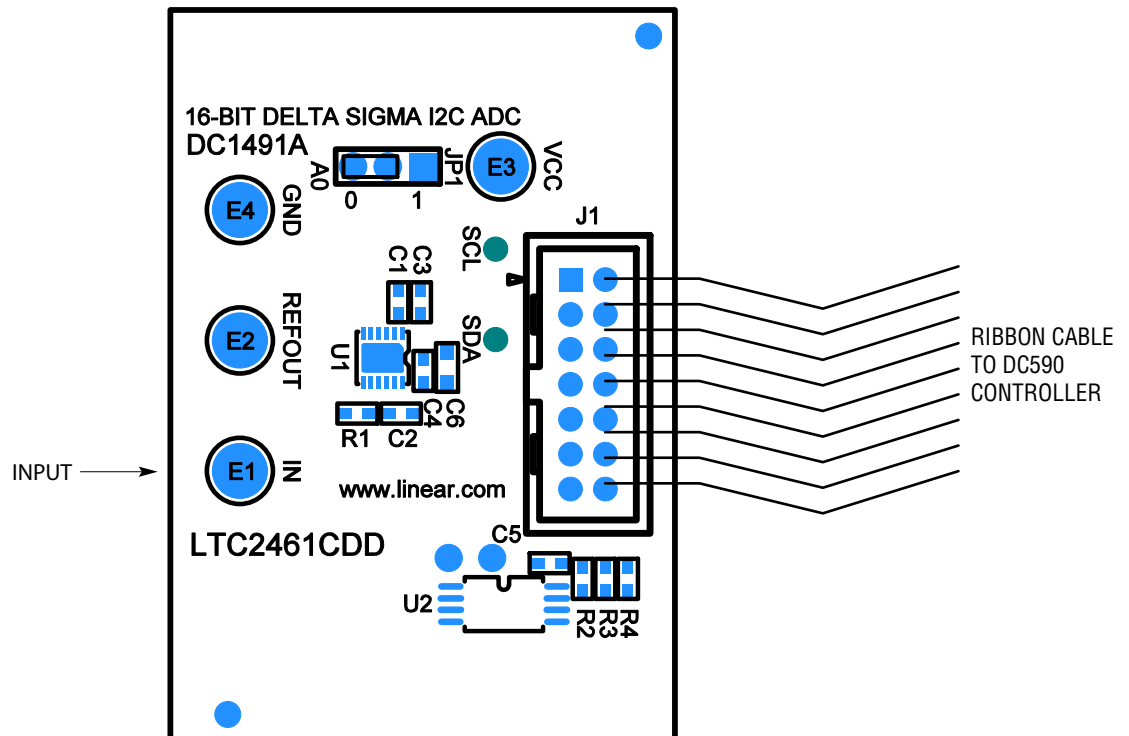 16-BIT DELTA SIGMA I2C ADC
DC1491A
A0
0
1
JP1
E3
VCC
E4
GND
J1
SCL
C1
C3
E2
REFOUT
U1
SDA
C4
C6
RIBBON CABLE
TO DC590
CONTROLLER
R1
C2
INPUT
E1
IN
www.linear.com
LTC2461CDD
C5
U2
R2
R3
R4